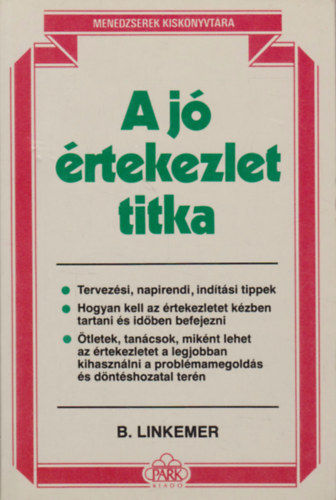 MENEDZSEREK KISKÖNYVTÁRA
A jó
értekezlet
titka
Tervezési, napirendi, indítási tippek
Hogyan kell az értekezletet kézben
tartani és időben befejezni
Ötletek, tanácsok, miként lehet
az értekezletet a legjobban
kihasználni a problémamegoldás
és döntéshozatal terén
B. LINKEMER
PARK
KIADÓ